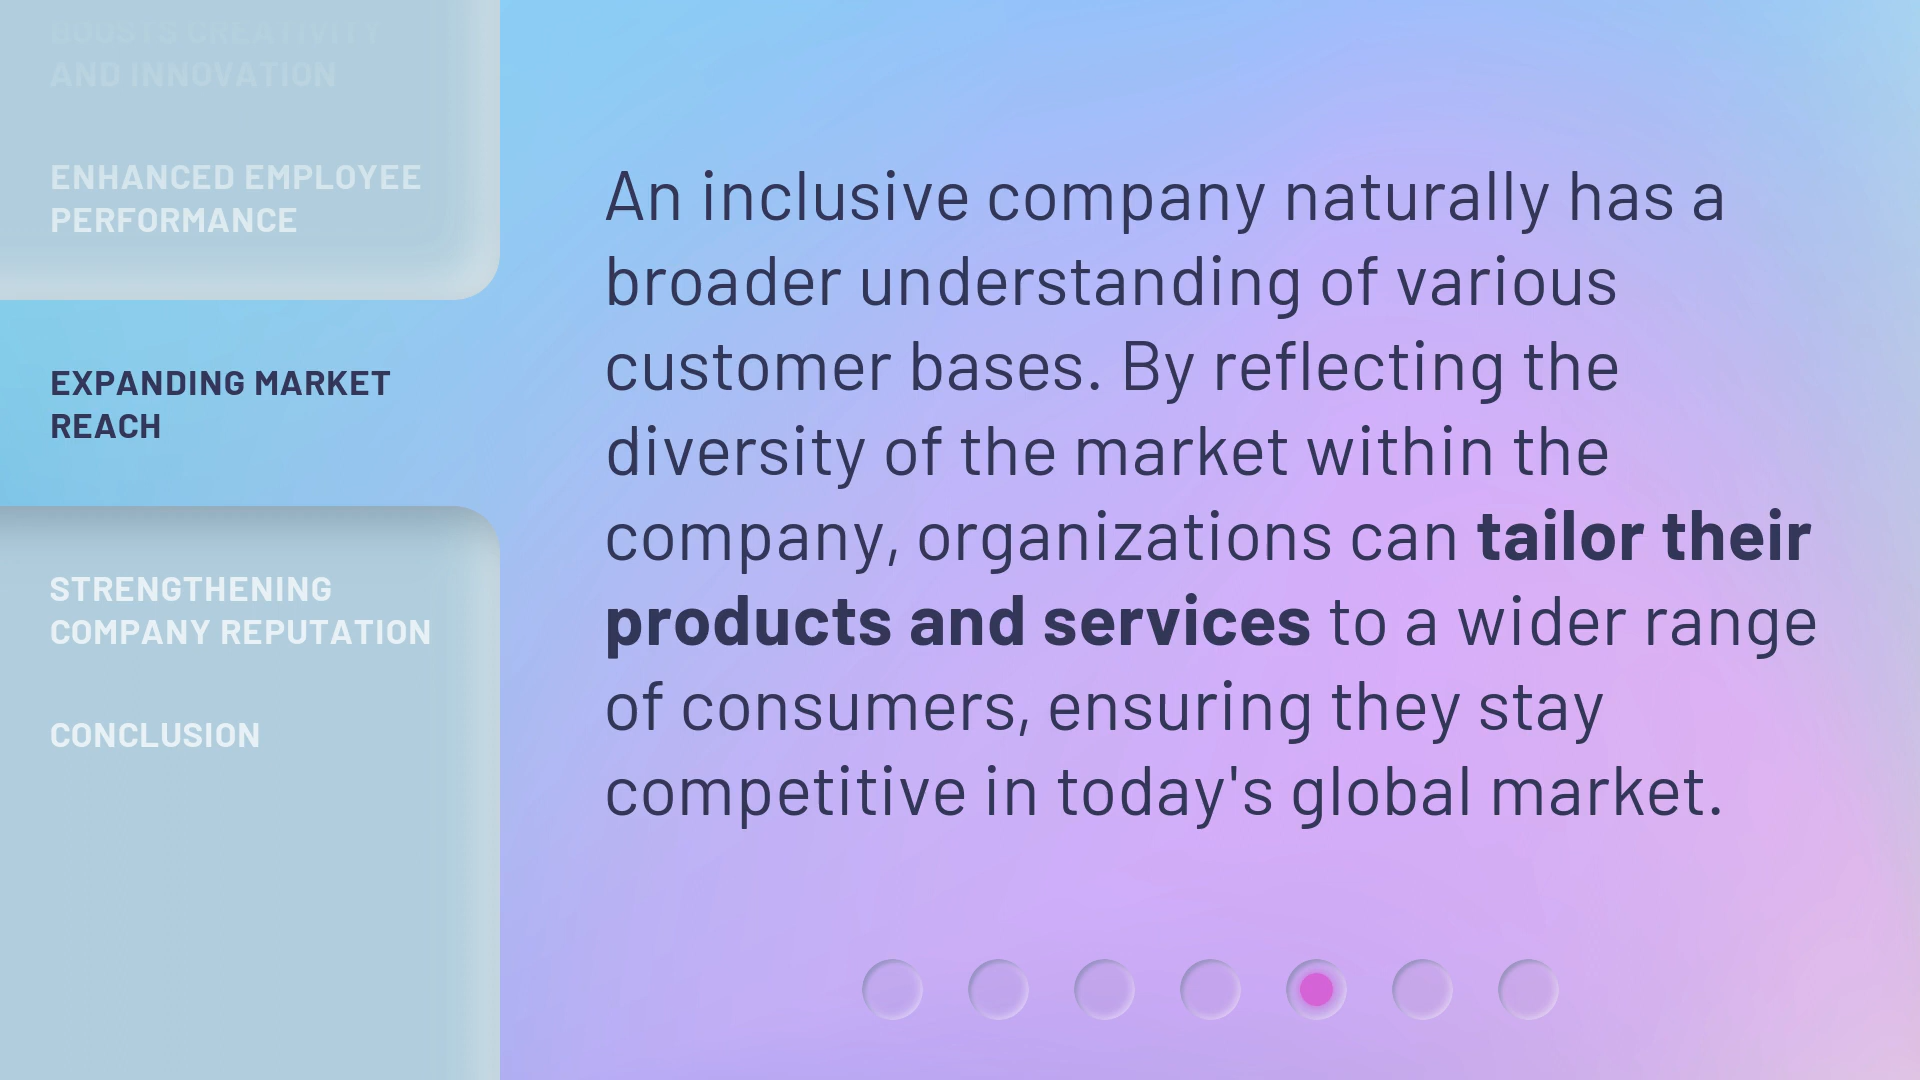 BOOSTS CREATIVITY
AND INNOVATION
ENHANCED EMPLOYEE
PERFORMANCE
EXPANDING MARKET
REACH
STRENGTHENING
COMPANY REPUTATION
CONCLUSION
An inclusive company naturally has a
broader understanding of various
customer bases. By reflecting the
diversity of the market within the
company, organizations can tailor their
products and services to a wider range
of consumers, ensuring they stay
competitive in today's global market.